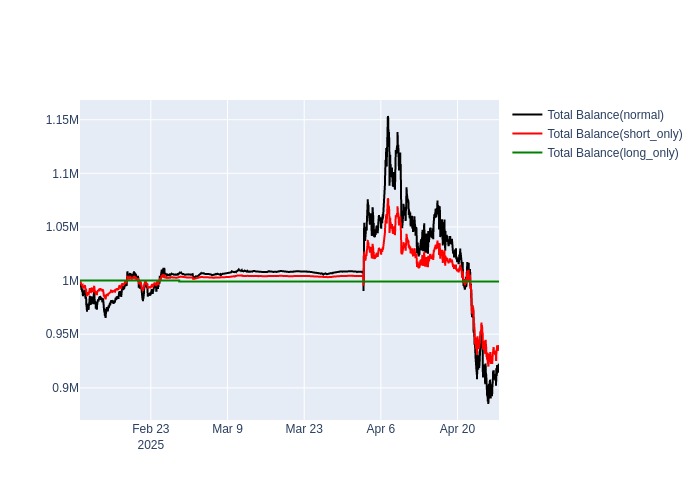 1.15M
1.1M
1.05M
1M
0.95M
0.9M
Feb 23
2025
Mar 9
Mar 23
Apr 6
Apr 20
Total Balance(normal)
Total Balance(short_only)
Total Balance(long_only)